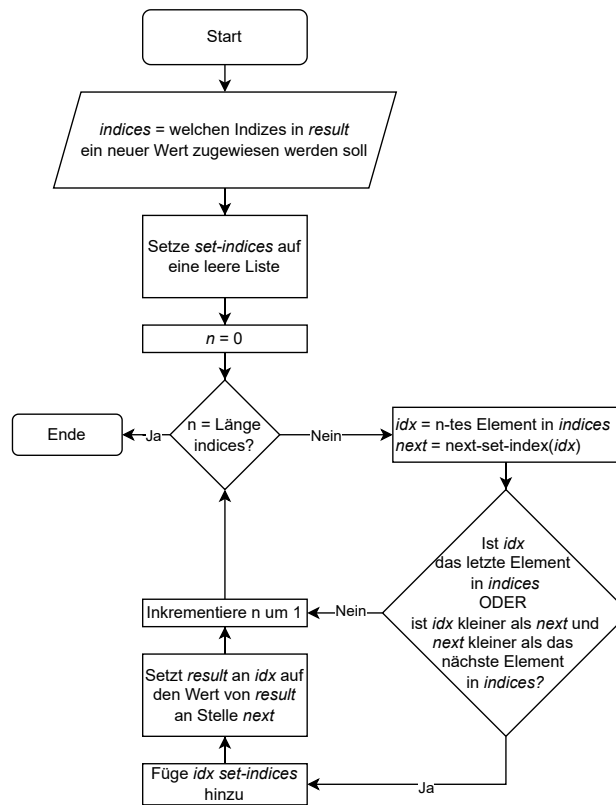 Start
indices = welchen Indizes in result
ein neuer Wert zugewiesen werden soll
Setze set-indices auf
eine leere Liste
n = 0
n = Länge
indices?
Ja
Ende
Nein
idx = n-tes Element in indices
next = next-set-index(idx)
Ist idx
das letzte Element
in indices
ODER
ist idx kleiner als next und
next kleiner als das
nächste Element
in indices?
Nein
Inkrementiere n um 1
Setzt result an idx auf
den Wert von result
an Stelle next
Ja
Füge idx set-indices
hinzu